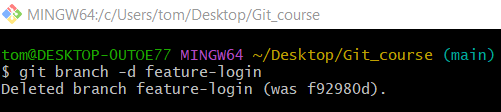 MINGW64:/c/Users/tom/Desktop/Git_course
tom@DESKTOP-OUTOE77 MINGW64 ~/Desktop/Git_course (main)
$ git branch -d feature-login
Deleted branch feature-login (was f92980d).